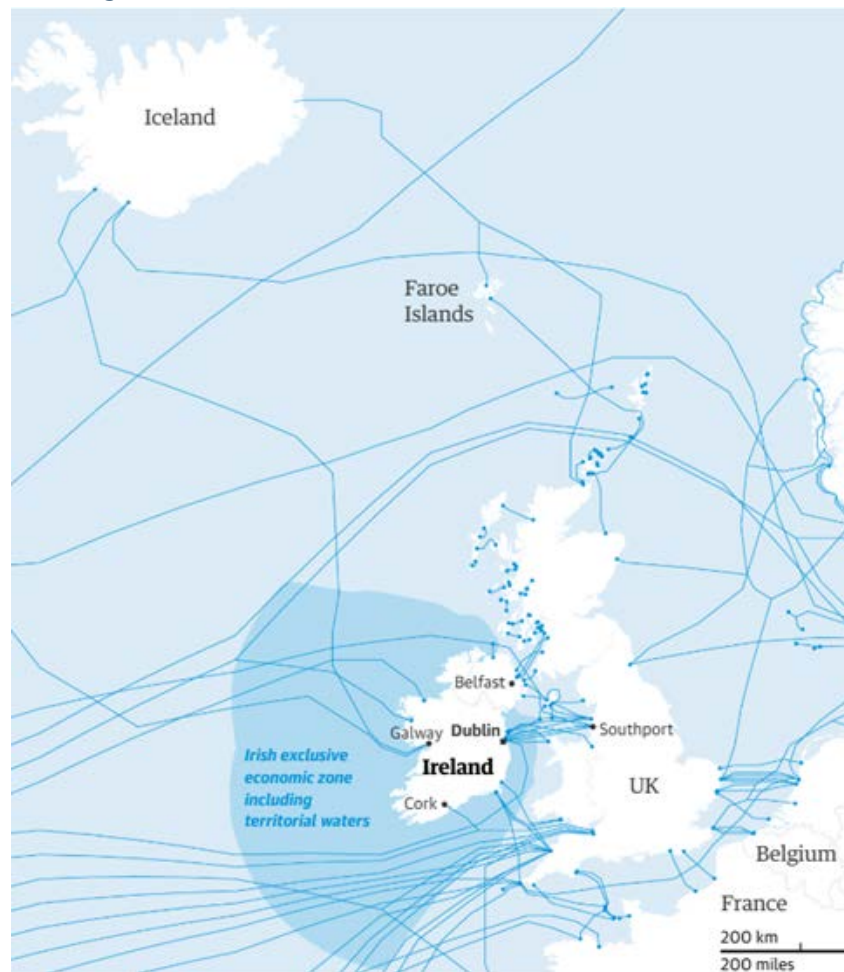 Iceland
Faroe
Islands
Belfast
Galway
Dublin
Southport
Ireland
Irish exclusive
economic zone
including
territorial waters
UK
Cork
Belgium
France
200 km
200 miles